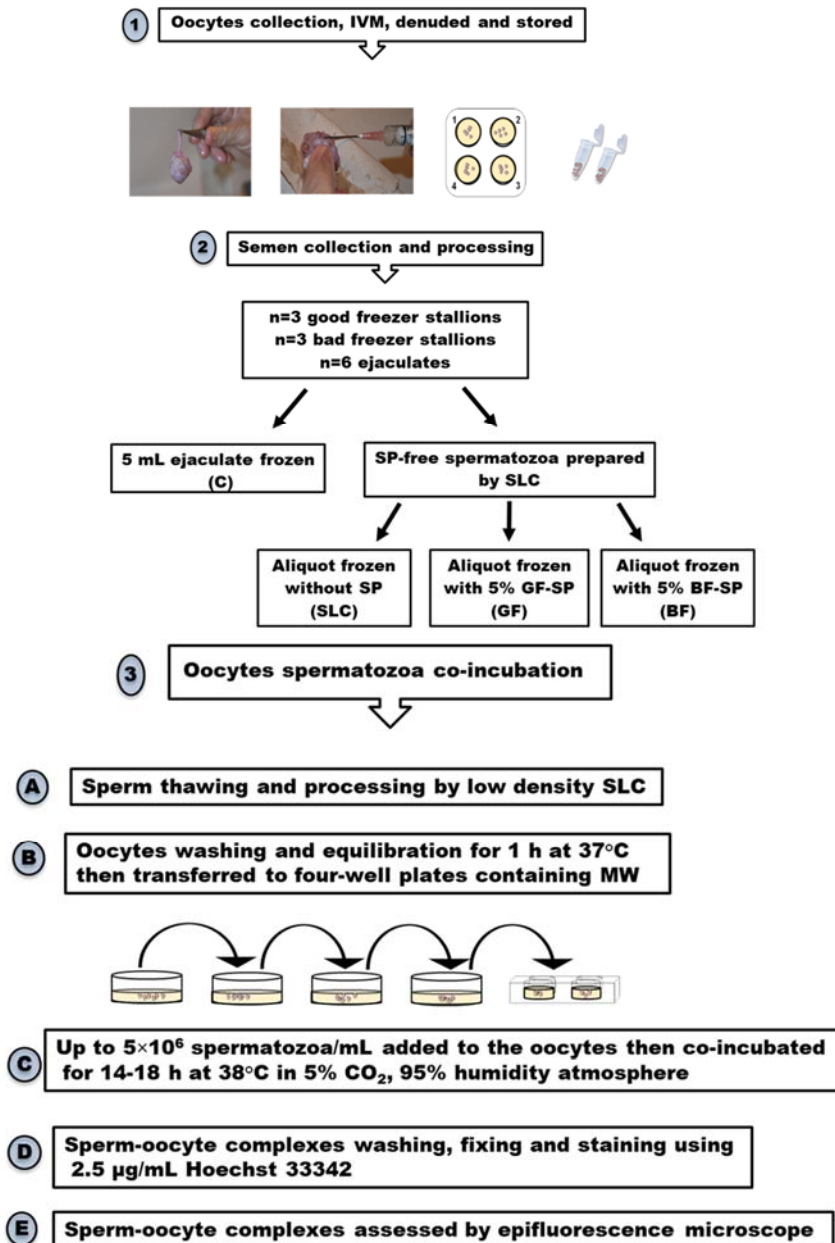 1 Oocytes collection, IVM, denuded and stored
1 2
4 3
2 Semen collection and processing
n=3 good freezer stallions
n=3 bad freezer stallions
n=6 ejaculates
5 mL ejaculate frozen
(C)
SP-free spermatozoa prepared
by SLC
Aliquot frozen
without SP
(SLC)
Aliquot frozen
with 5% GF-SP
(GF)
Aliquot frozen
with 5% BF-SP
(BF)
3 Oocytes spermatozoa co-incubation
A Sperm thawing and processing by low density SLC
B Oocytes washing and equilibration for 1 h at 37°C
then transferred to four-well plates containing MW
C Up to 5×10⁶ spermatozoa/mL added to the oocytes then co-incubated
for 14-18 h at 38°C in 5% CO₂, 95% humidity atmosphere
D Sperm-oocyte complexes washing, fixing and staining using
2.5 µg/mL Hoechst 33342
E Sperm-oocyte complexes assessed by epifluorescence microscope